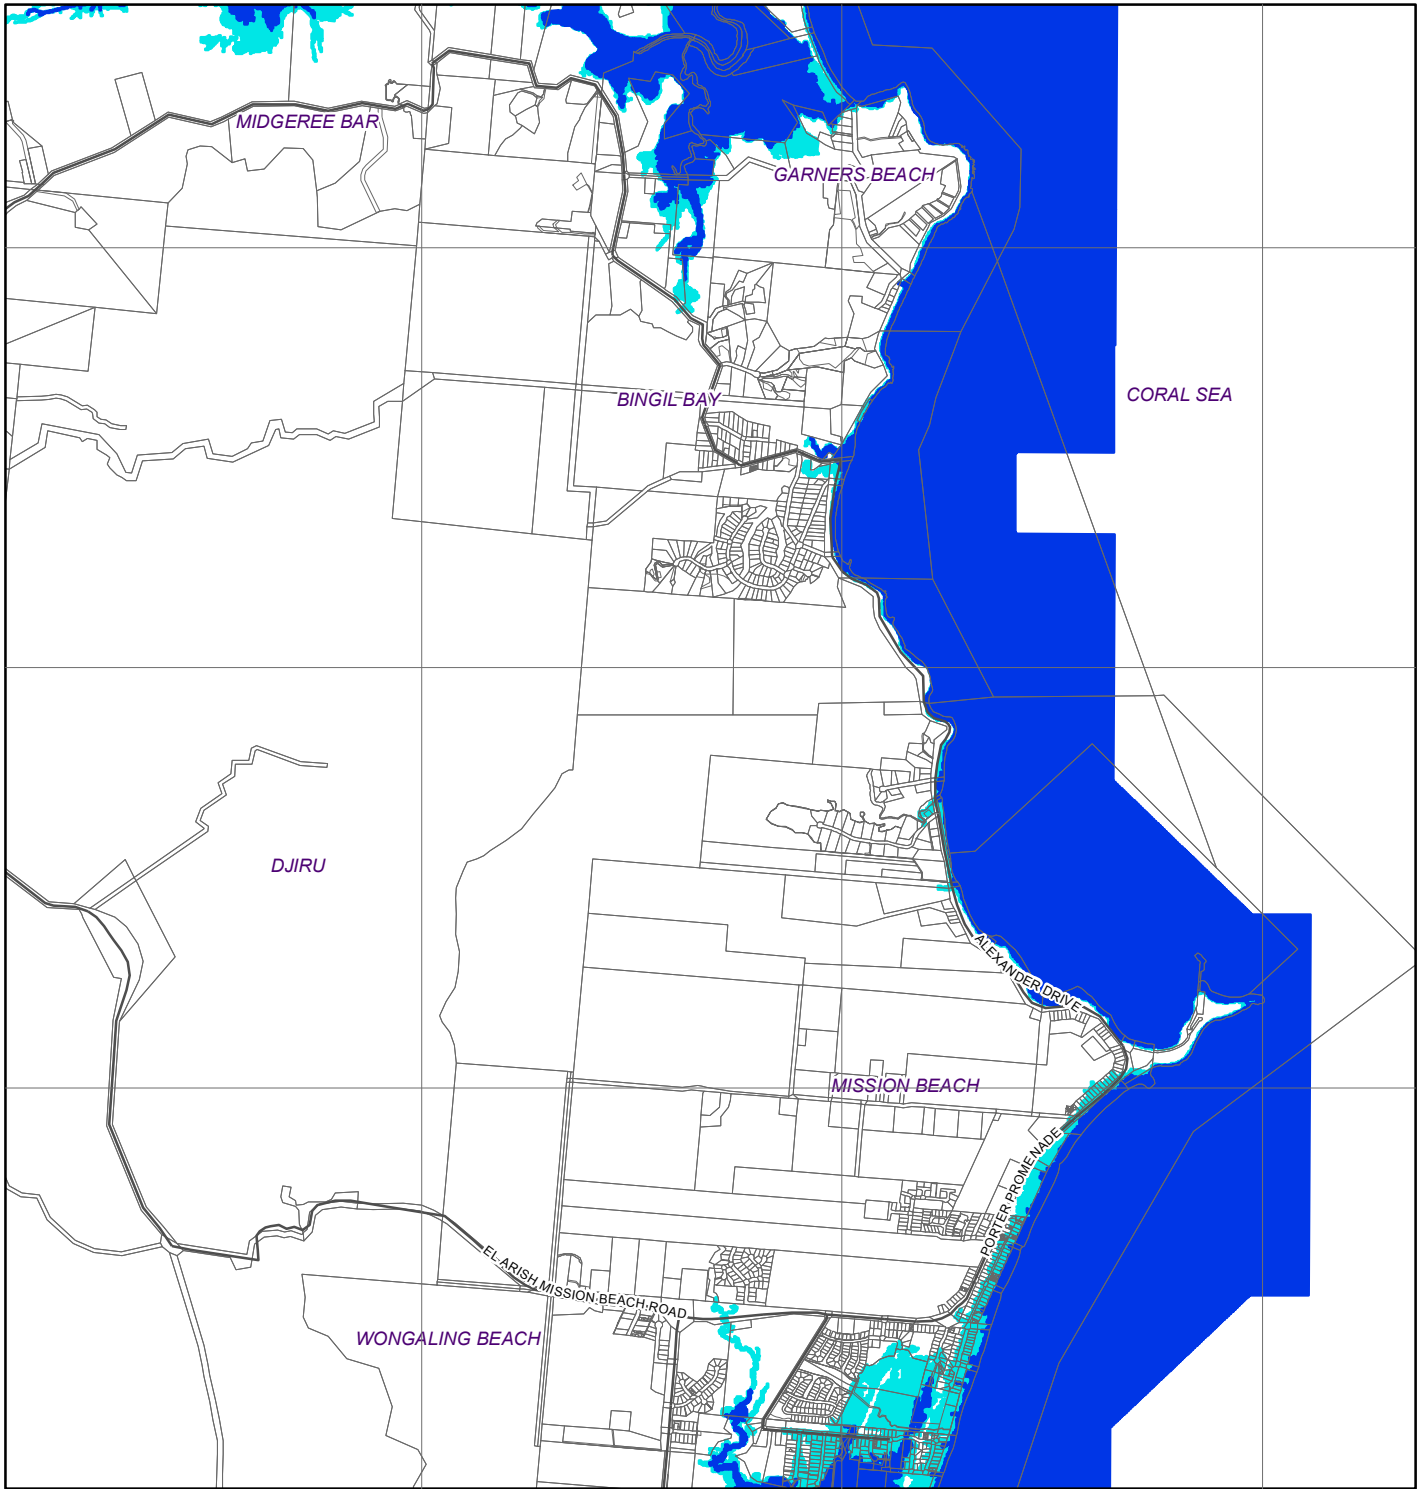 MIDGEREE BAR
GARNERS BEACH
BINGIL BAY
CORAL SEA
DJIRU
ALEXANDER DRIVE
MISSION BEACH
PORTER PROMENADE
EL ARISH MISSION BEACH ROAD
WONGALING BEACH